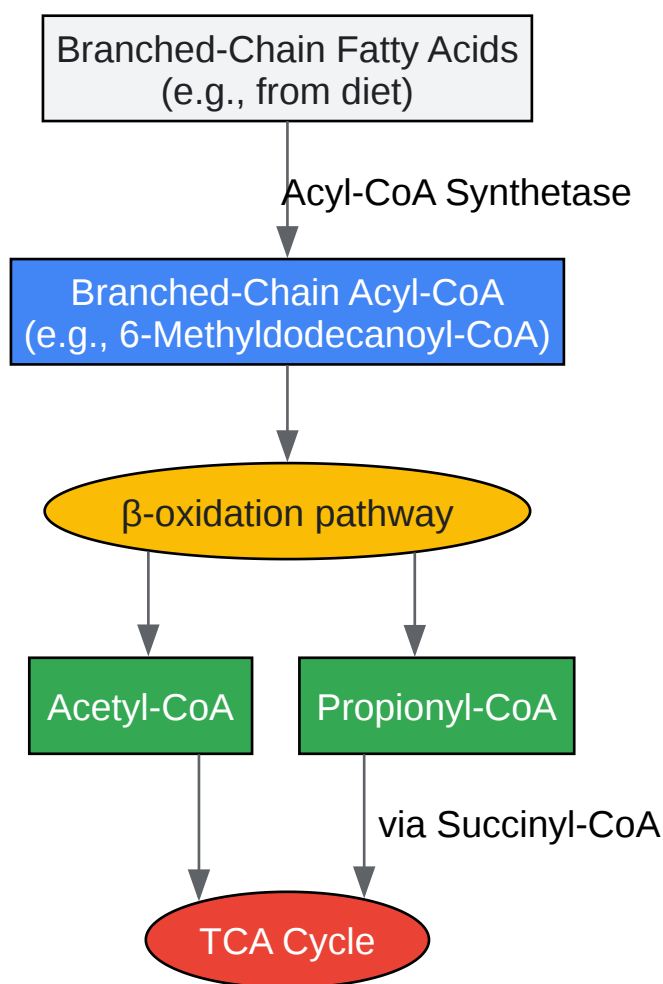 Branched-Chain Fatty Acids
(e.g., from diet)
Acyl-CoA Synthetase
Branched-Chain Acyl-CoA
(e.g., 6-Methyldodecanoyl-CoA)
β-oxidation pathway
Acetyl-CoA
Propionyl-CoA
via Succinyl-CoA
TCA Cycle